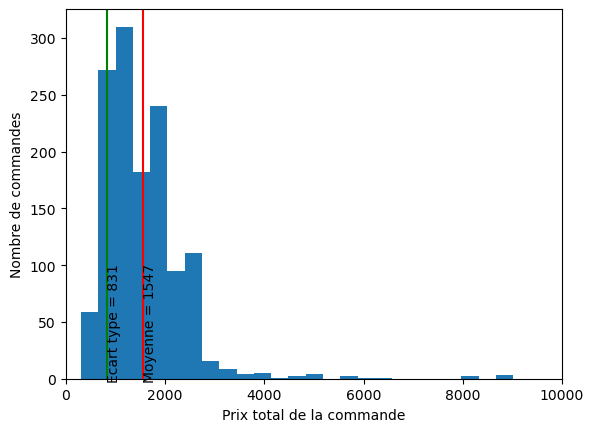 300
250
200
150
100
50
0
Nombre de commandes
Ecart type = 831
Moyenne = 1547
0 2000 4000 6000 8000 10000
Prix total de la commande